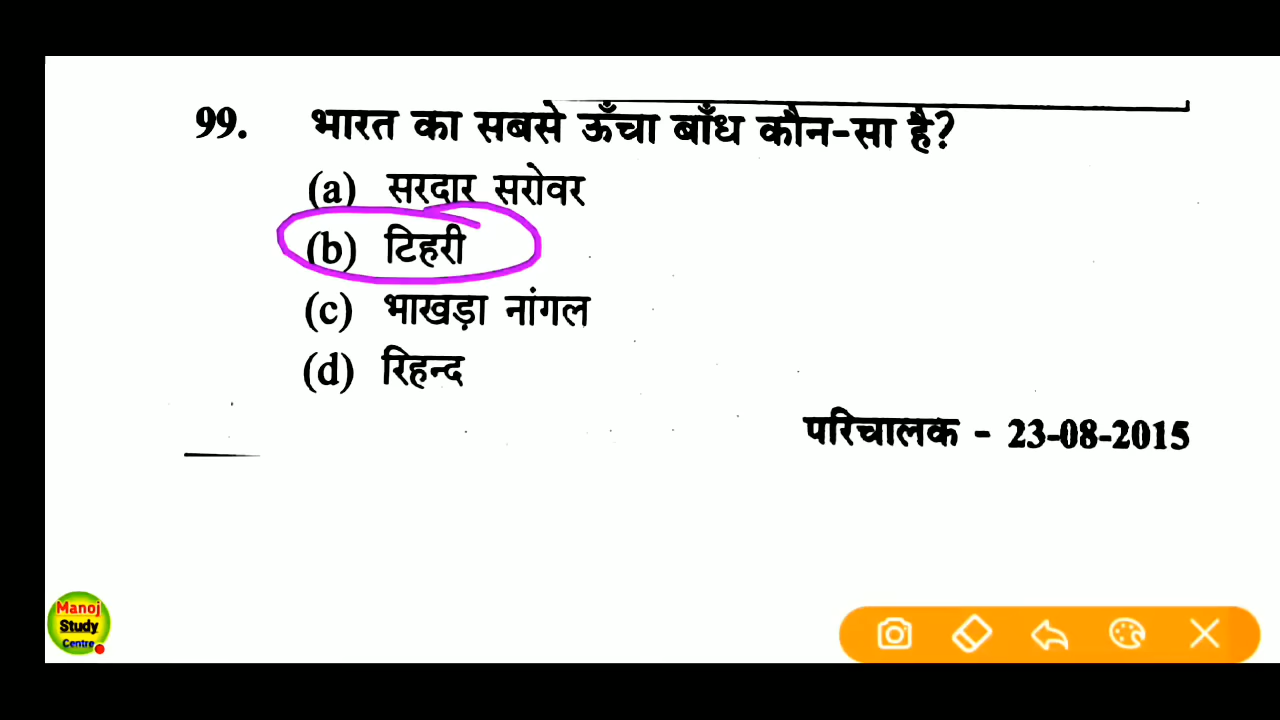 99. भारत का सबसे ऊँचा बाँध कौन-सा है?
(a) सरदार सरोवर
(b) टिहरी
(c) भाखड़ा नांगल
(d) रिहन्द
परिचालक - 23-08-2015
Manoj
Study
Centre